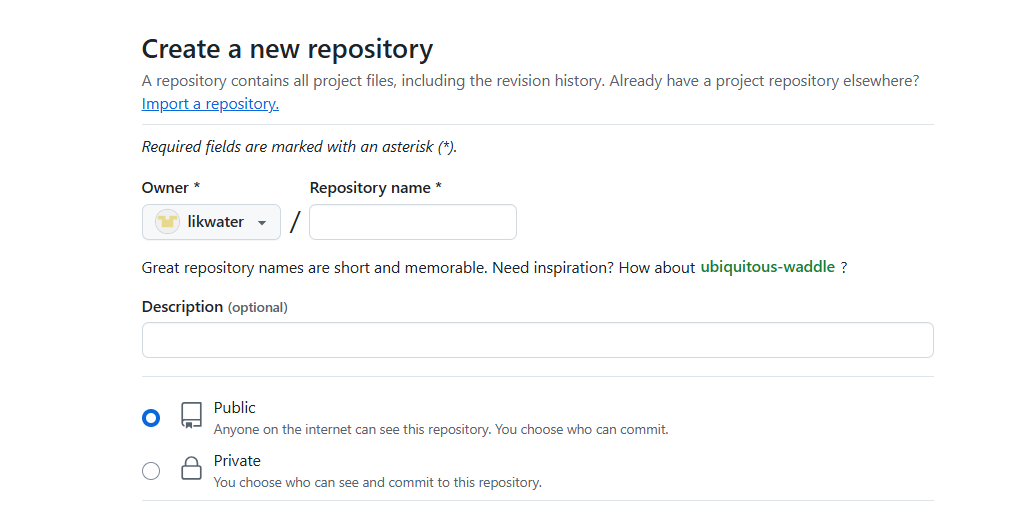 Create a new repository
A repository contains all project files, including the revision history. Already have a project repository elsewhere?
Import a repository.
Required fields are marked with an asterisk (*).
Owner * Repository name *
likwater /
Great repository names are short and memorable. Need inspiration? How about ubiquitous-waddle ?
Description (optional)
Public
Anyone on the internet can see this repository. You choose who can commit.
Private
You choose who can see and commit to this repository.